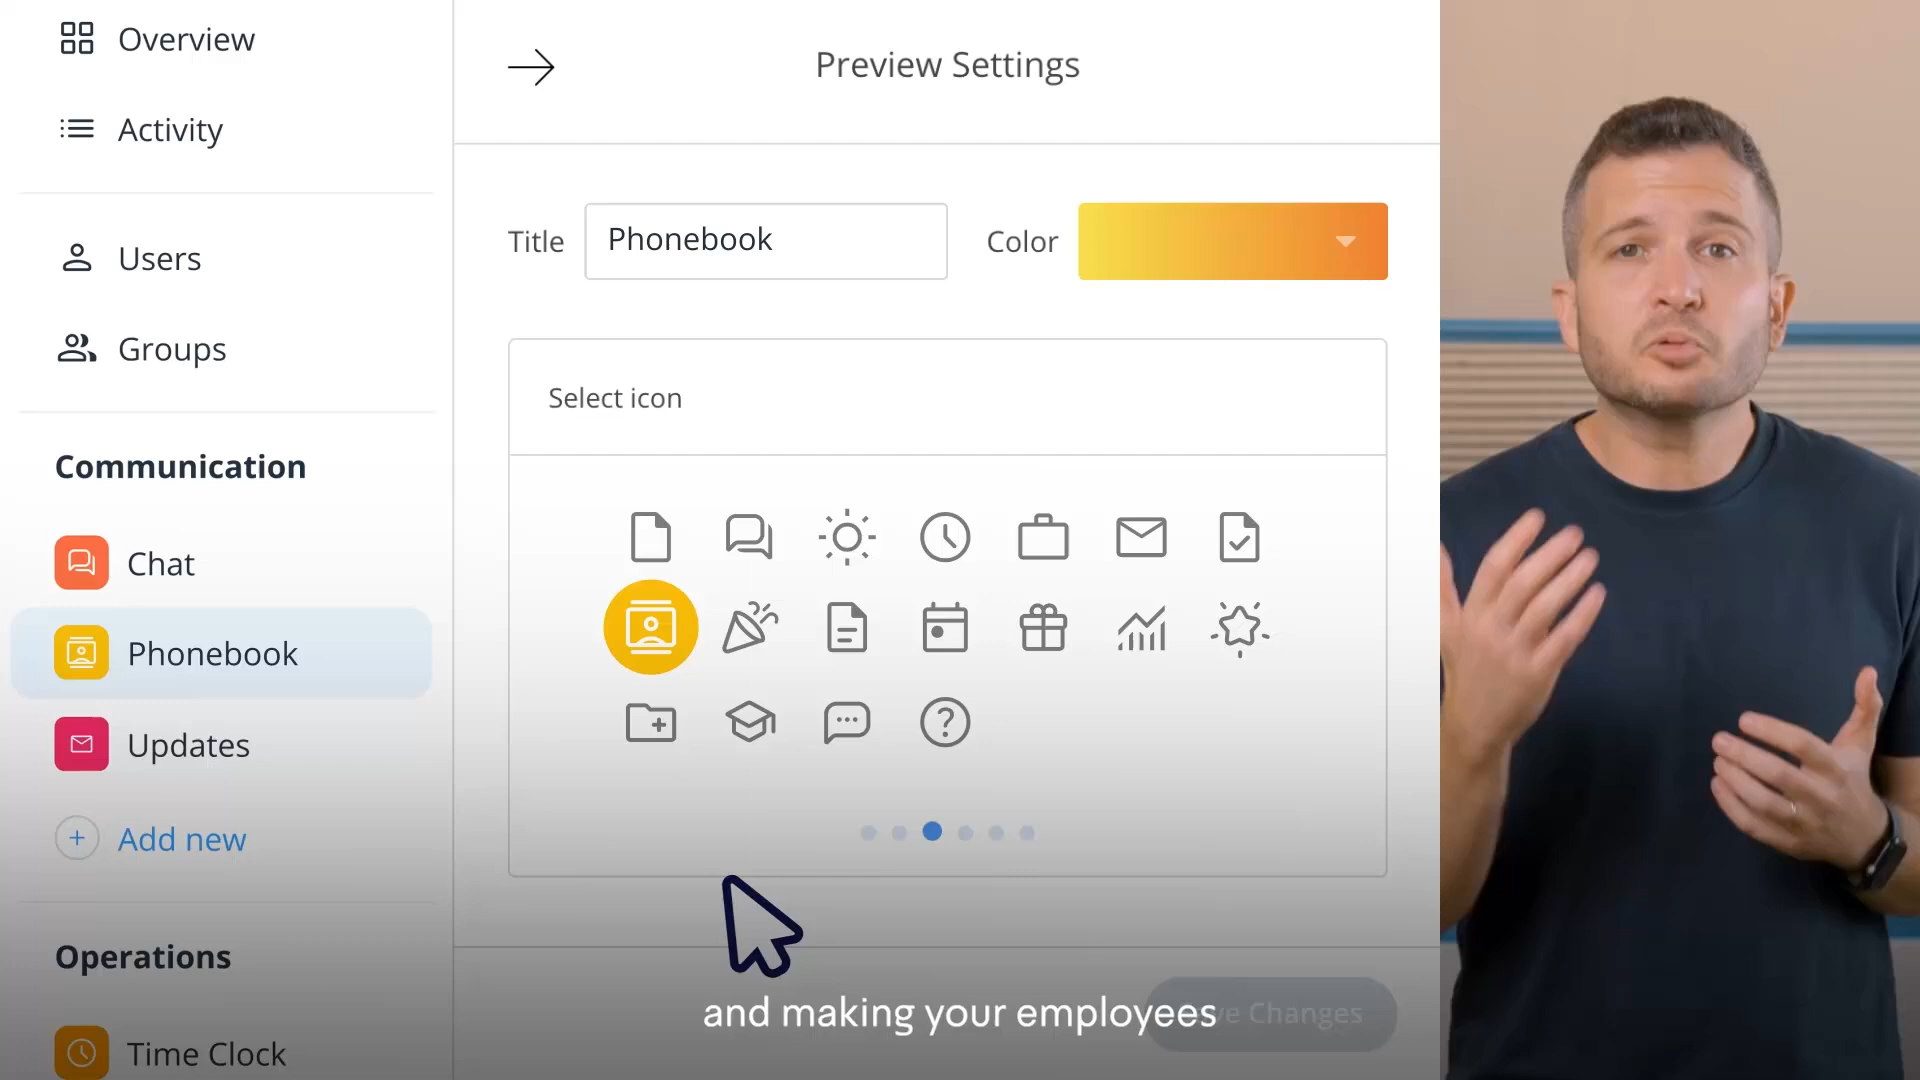 Overview
Activity
Users
Groups
Communication
Chat
Phonebook
Updates
Add new
Operations
Time Clock
Preview Settings
Title
Phonebook
Color
Select icon
Changes
and making your employees